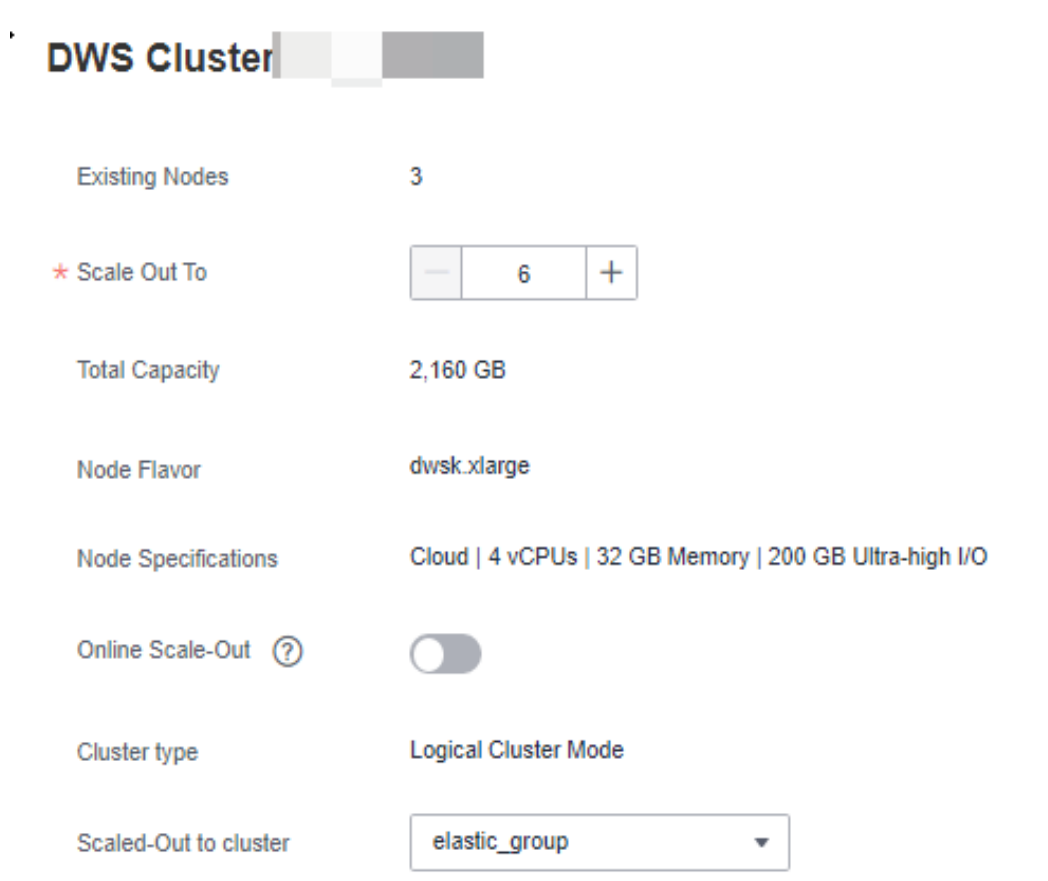 DWS Cluster
Existing Nodes 3
* Scale Out To 6
Total Capacity 2,160 GB
Node Flavor dwsk.xlarge
Node Specifications Cloud | 4 vCPUs | 32 GB Memory | 200 GB Ultra-high I/O
Online Scale-Out ?
Cluster type Logical Cluster Mode
Scaled-Out to cluster elastic_group